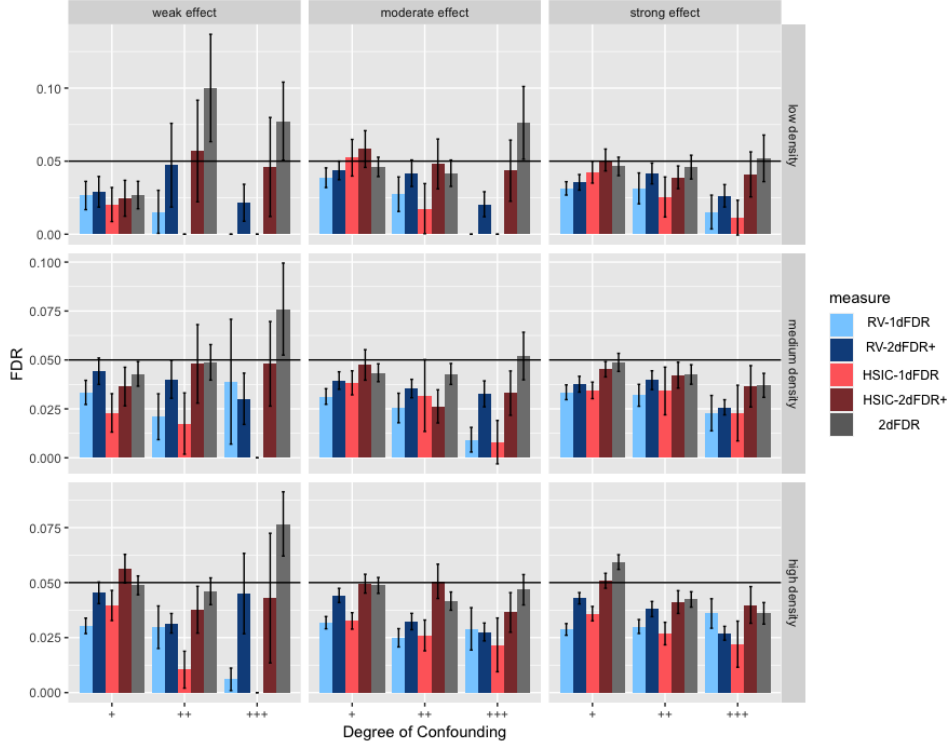 weak effect
moderate effect
strong effect
0.10
0.05
0.00
low density
0.100
0.075
0.050
0.025
0.000
medium density
0.075
0.050
0.025
0.000
high density
FDR
+
++
+++
+
++
+++
+
++
+++
Degree of Confounding
measure
RV-1dFDR
RV-2dFDR+
HSIC-1dFDR
HSIC-2dFDR+
2dFDR